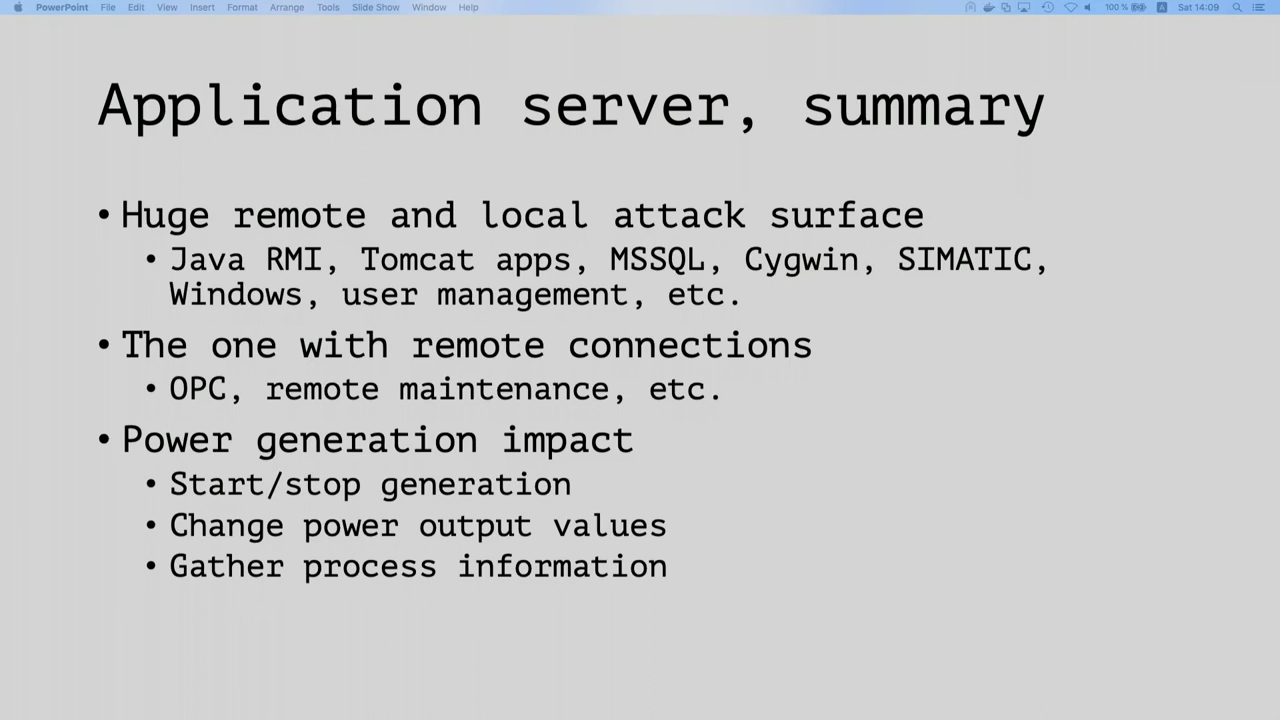 PowerPoint File Edit View Insert Format Arrange Tools Slide Show Window Help 100 % A Sat 14:09
Application server, summary
• Huge remote and local attack surface
• Java RMI, Tomcat apps, MSSQL, Cygwin, SIMATIC,
Windows, user management, etc.
• The one with remote connections
• OPC, remote maintenance, etc.
• Power generation impact
• Start/stop generation
• Change power output values
• Gather process information